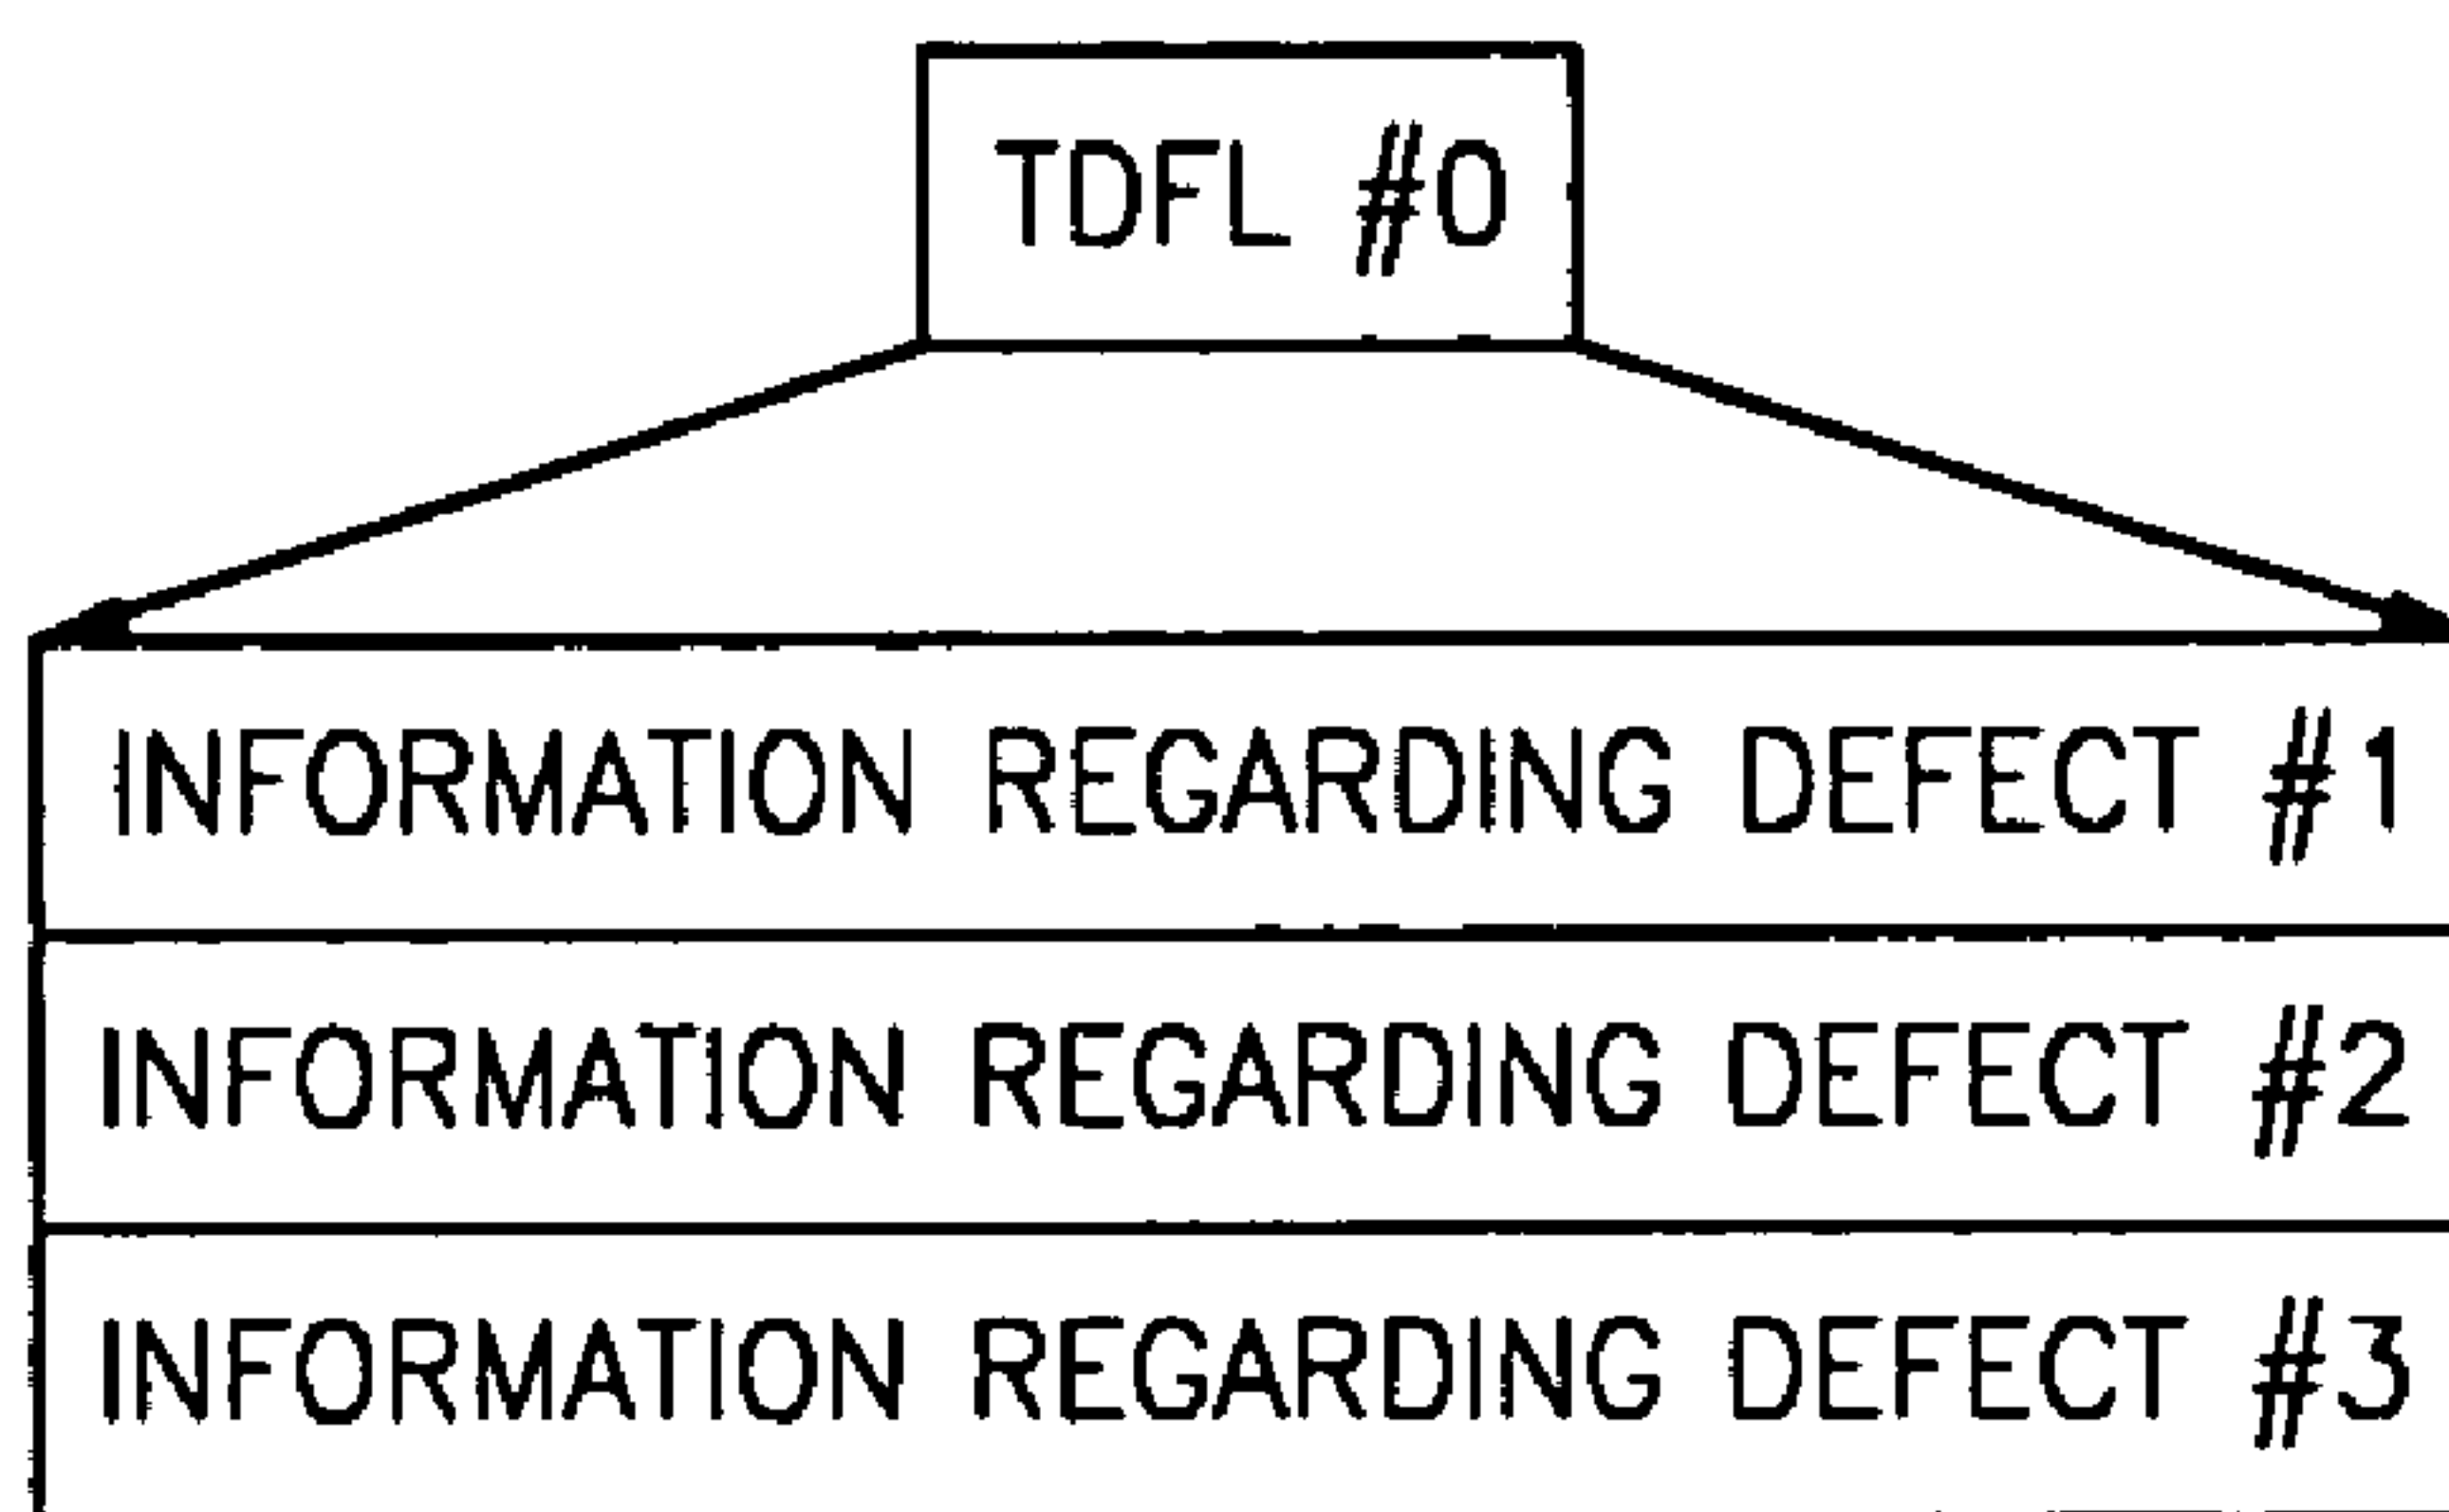 TDFL #0
INFORMATION REGARDING DEFECT #1
INFORMATION REGARDING DEFECT #2
INFORMATION REGARDING DEFECT #3